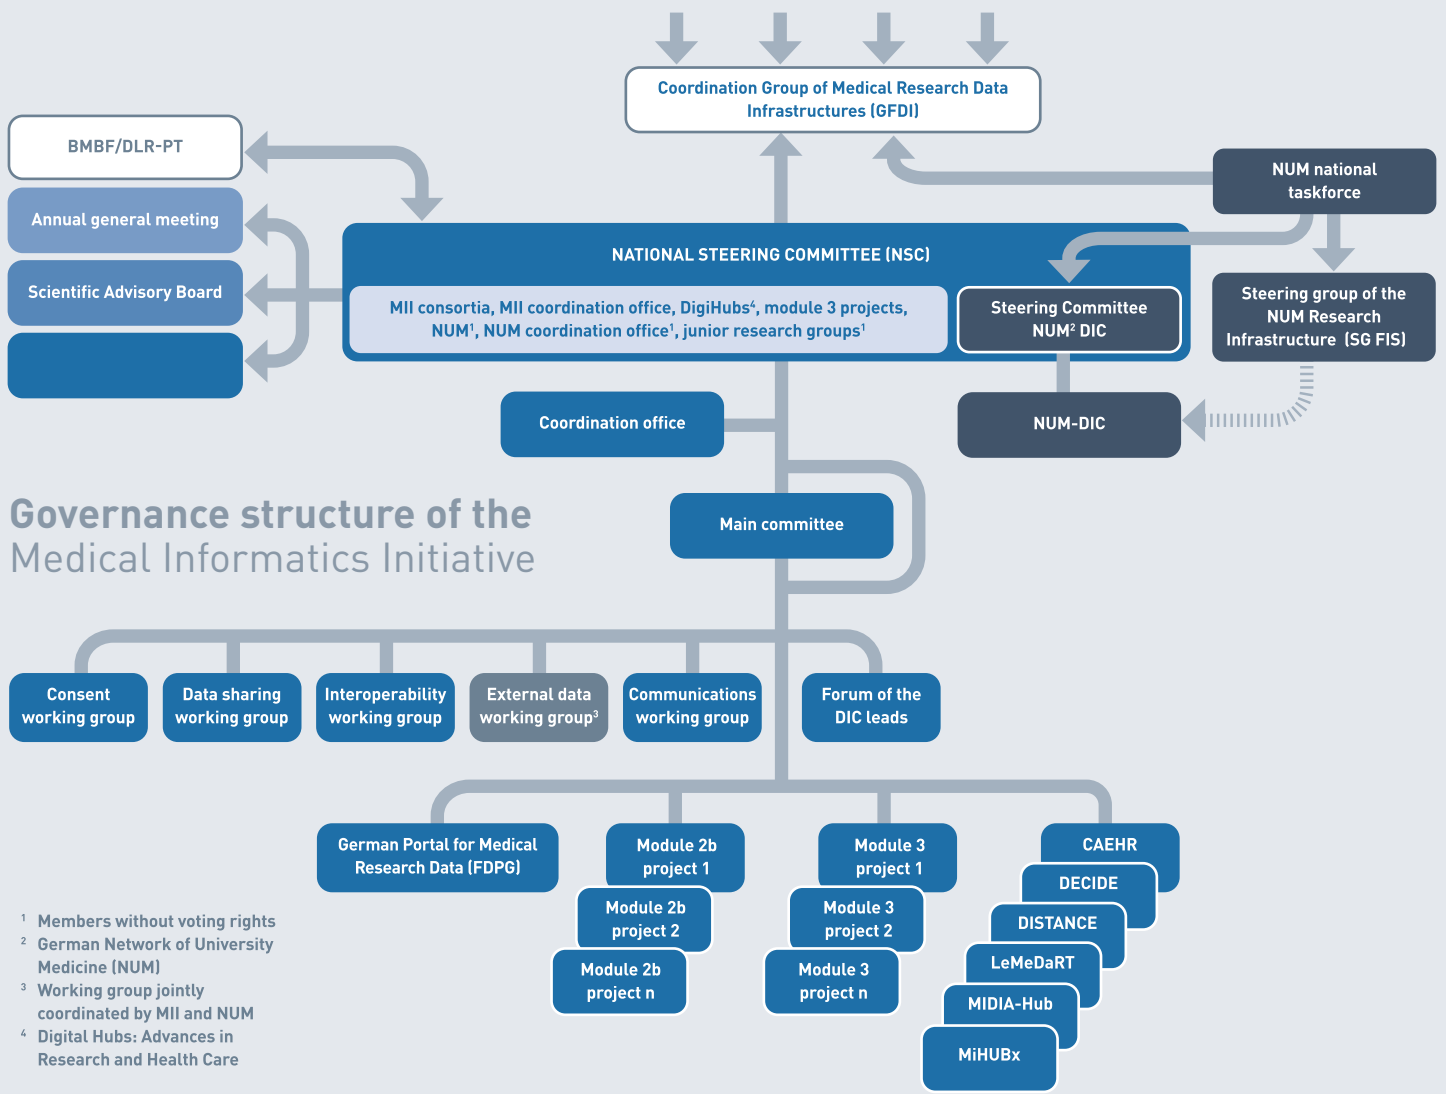 Coordination Group of Medical Research Data
Infrastructures (GFDI)
BMBF/DLR-PT
Annual general meeting
Scientific Advisory Board
NUM national
taskforce
NATIONAL STEERING COMMITTEE (NSC)
MII consortia, MII coordination office, DigiHubs⁴, module 3 projects,
NUM¹, NUM coordination office¹, junior research groups¹
Steering Committee
NUM² DIC
Steering group of the
NUM Research
Infrastructure (SG FIS)
Coordination office
NUM-DIC
Main committee
Governance structure of the
Medical Informatics Initiative
Consent
working group
Data sharing
working group
Interoperability
working group
External data
working group³
Communications
working group
Forum of the
DIC leads
German Portal for Medical
Research Data (FDPG)
Module 2b
project 1
Module 2b
project 2
Module 2b
project n
Module 3
project 1
Module 3
project 2
Module 3
project n
CAEHR
DECIDE
DISTANCE
LeMeDaRT
MIDIA-Hub
MiHUBx
¹ Members without voting rights
² German Network of University
Medicine (NUM)
³ Working group jointly
coordinated by MII and NUM
⁴ Digital Hubs: Advances in
Research and Health Care